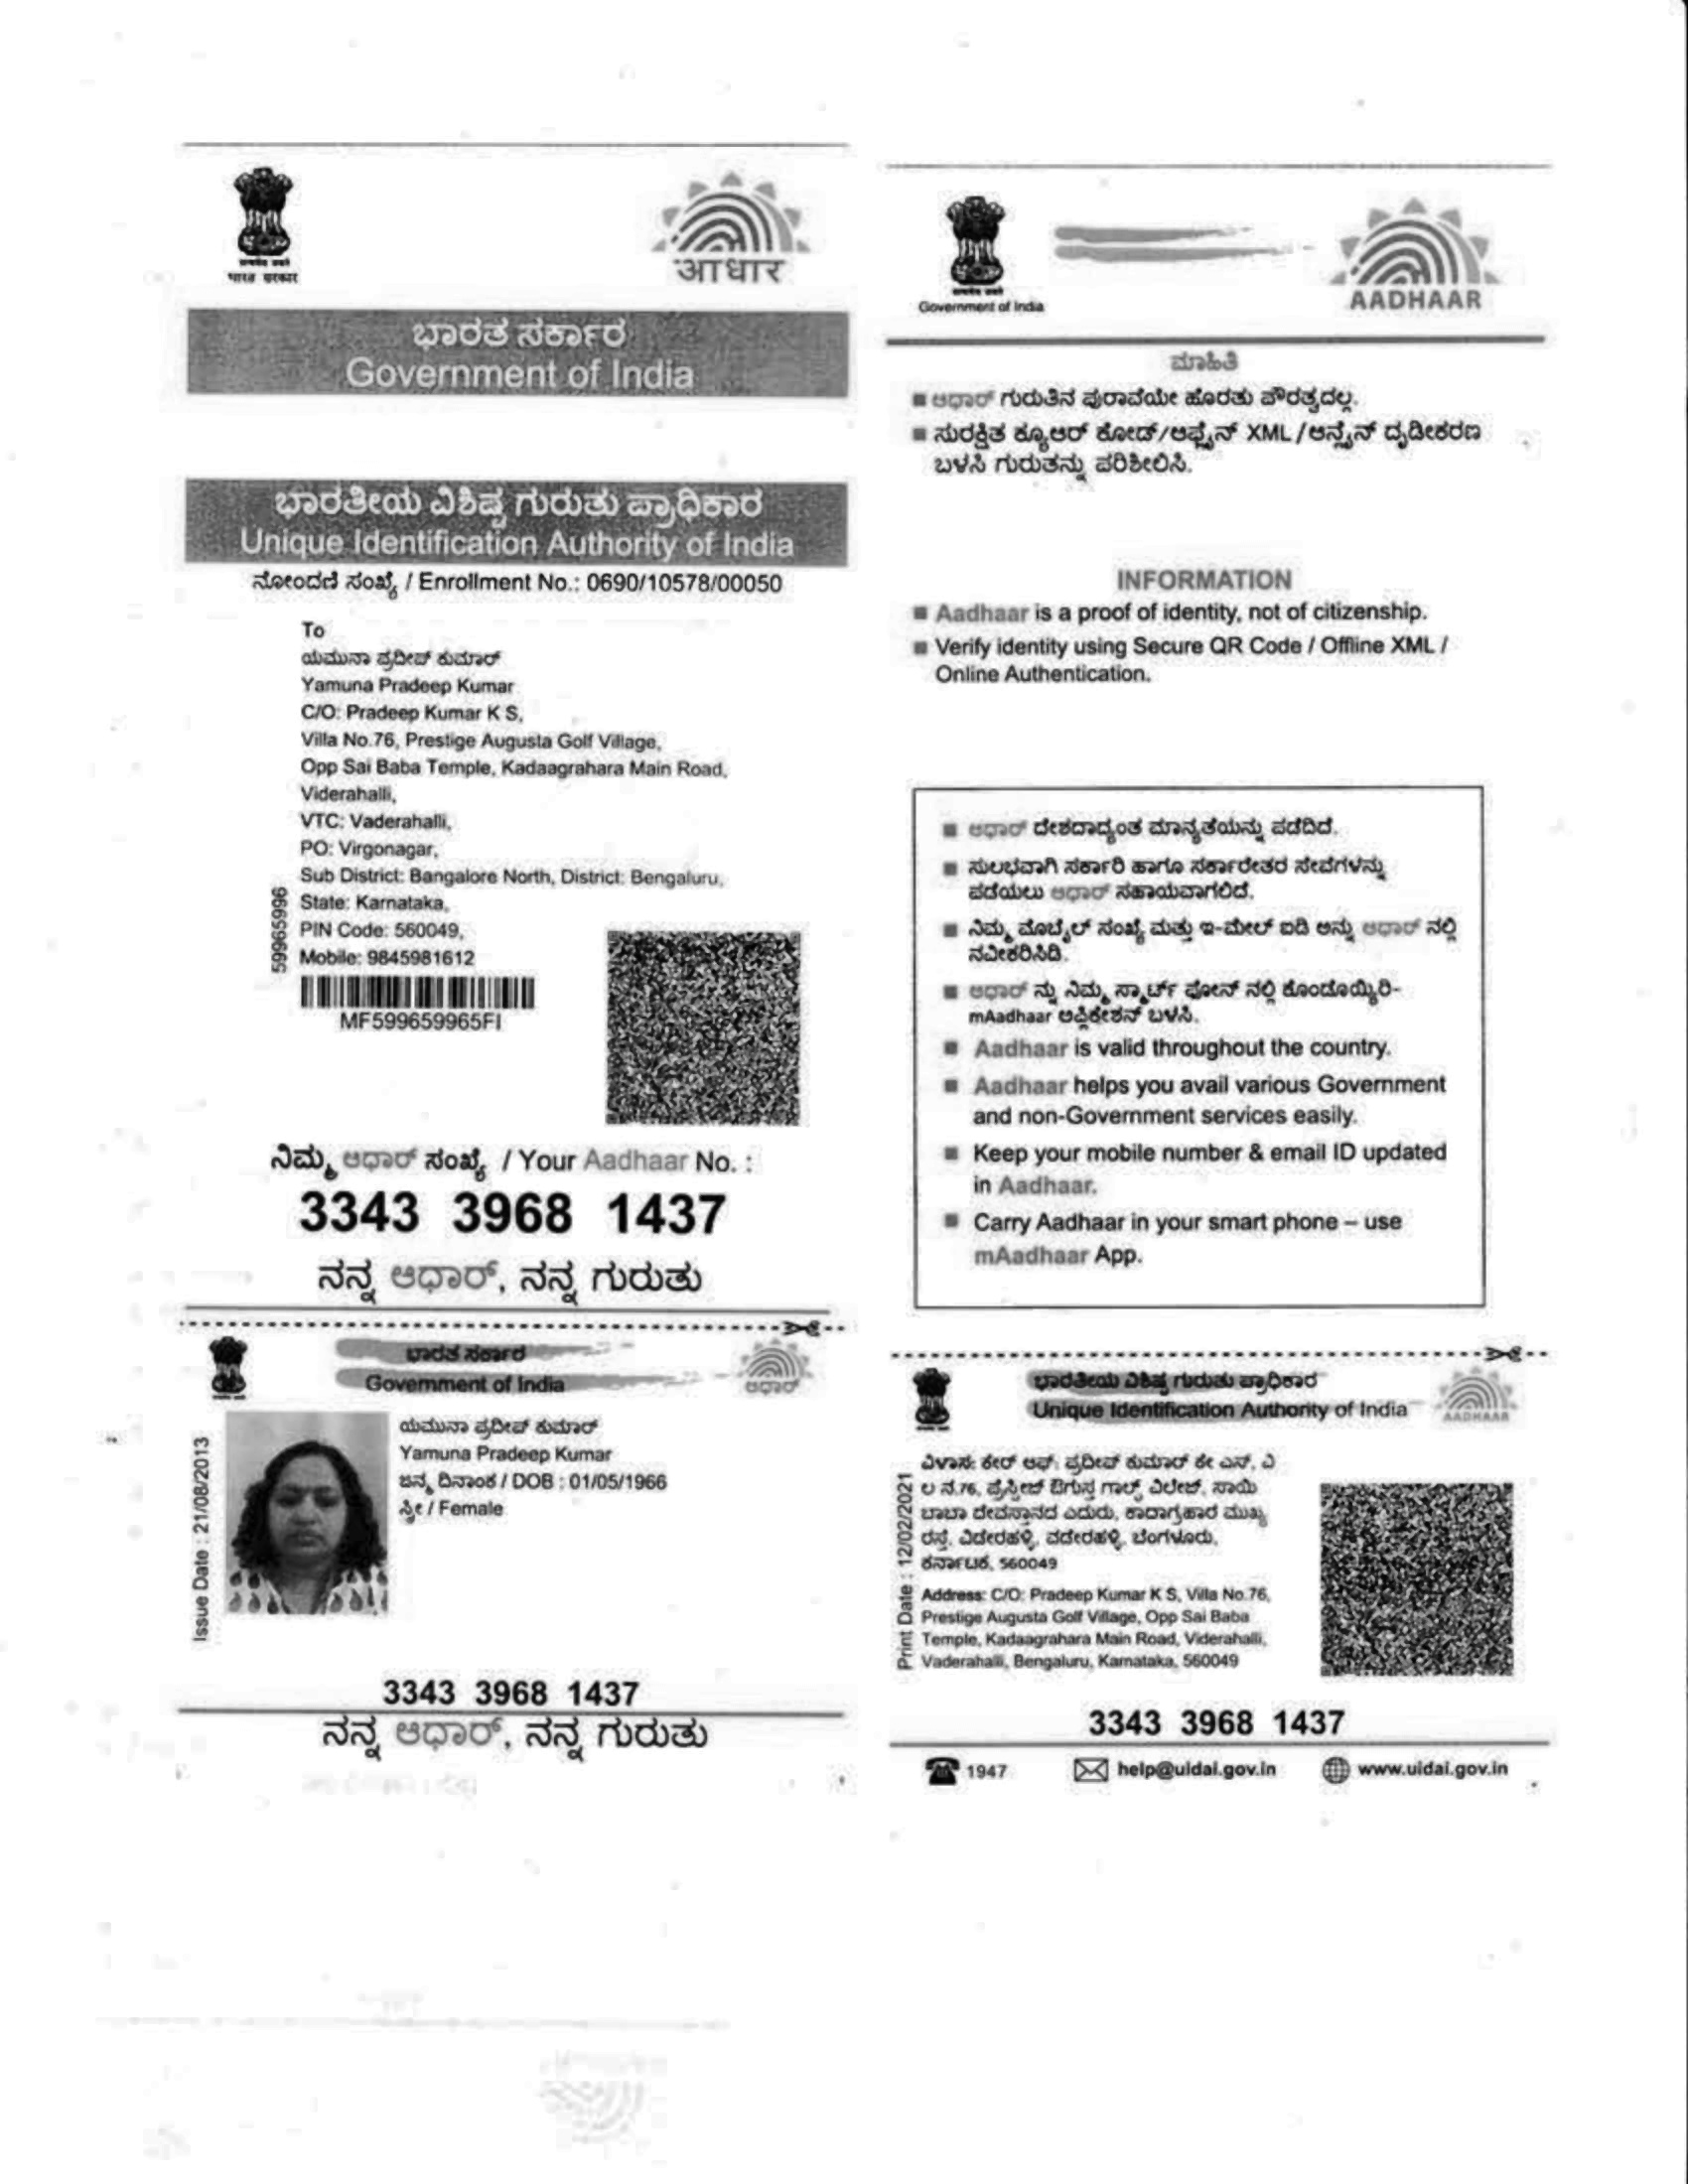 भारत सरकार
आधार
ಭಾರತ ಸರ್ಕಾರ
Government of India
ಭಾರತೀಯ ವಿಶಿಷ್ಟ ಗುರುತು ಪ್ರಾಧಿಕಾರ
Unique Identification Authority of India
ನೋಂದಣಿ ಸಂಖ್ಯೆ / Enrollment No.: 0690/10578/00050
To
ಯಮುನಾ ಪ್ರದೀಪ್ ಕುಮಾರ್
Yamuna Pradeep Kumar
C/O: Pradeep Kumar K S,
Villa No.76, Prestige Augusta Golf Village,
Opp Sai Baba Temple, Kadaagrahara Main Road,
Viderahalli,
VTC: Vaderahalli,
PO: Virgonagar,
Sub District: Bangalore North, District: Bengaluru,
State: Karnataka,
PIN Code: 560049,
Mobile: 9845981612
59965996
MF599659965FI
ನಿಮ್ಮ ಆಧಾರ್ ಸಂಖ್ಯೆ / Your Aadhaar No. :
3343 3968 1437
ನನ್ನ ಆಧಾರ್, ನನ್ನ ಗುರುತು
ಭಾರತ ಸರ್ಕಾರ
Government of India
ಆಧಾರ್
ಯಮುನಾ ಪ್ರದೀಪ್ ಕುಮಾರ್
Yamuna Pradeep Kumar
ಜನ್ಮ ದಿನಾಂಕ / DOB : 01/05/1966
ಸ್ತ್ರೀ / Female
Issue Date : 21/08/2013
3343 3968 1437
ನನ್ನ ಆಧಾರ್, ನನ್ನ ಗುರುತು
Government of India
AADHAAR
ಮಾಹಿತಿ
ಆಧಾರ್ ಗುರುತಿನ ಪುರಾವೆಯೇ ಹೊರತು ಪೌರತ್ವದಲ್ಲ.
ಸುರಕ್ಷಿತ ಕ್ಯೂಆರ್ ಕೋಡ್/ಆಫ್ಲೈನ್ XML /ಆನ್ಲೈನ್ ದೃಡೀಕರಣ
ಬಳಸಿ ಗುರುತನ್ನು ಪರಿಶೀಲಿಸಿ.
INFORMATION
Aadhaar is a proof of identity, not of citizenship.
Verify identity using Secure QR Code / Offline XML /
Online Authentication.
ಆಧಾರ್ ದೇಶದಾದ್ಯಂತ ಮಾನ್ಯತೆಯನ್ನು ಪಡೆದಿದೆ.
ಸುಲಭವಾಗಿ ಸರ್ಕಾರಿ ಹಾಗೂ ಸರ್ಕಾರೇತರ ಸೇವೆಗಳನ್ನು
ಪಡೆಯಲು ಆಧಾರ್ ಸಹಾಯವಾಗಲಿದೆ.
ನಿಮ್ಮ ಮೊಬೈಲ್ ಸಂಖ್ಯೆ ಮತ್ತು ಇ-ಮೇಲ್ ಐಡಿ ಅನ್ನು ಆಧಾರ್ ನಲ್ಲಿ
ನವೀಕರಿಸಿದಿ.
ಆಧಾರ್ ನ್ನು ನಿಮ್ಮ ಸ್ಮಾರ್ಟ್ ಫೋನ್ ನಲ್ಲಿ ಕೊಂಡೊಯ್ಯಿರಿ-
mAadhaar ಅಪ್ಲಿಕೇಶನ್ ಬಳಸಿ.
Aadhaar is valid throughout the country.
Aadhaar helps you avail various Government
and non-Government services easily.
Keep your mobile number & email ID updated
in Aadhaar.
Carry Aadhaar in your smart phone – use
mAadhaar App.
ಭಾರತೀಯ ವಿಶಿಷ್ಟ ಗುರುತು ಪ್ರಾಧಿಕಾರ
Unique Identification Authority of India
AADHAAR
ವಿಳಾಸ: ಕೇರ್ ಆಫ್: ಪ್ರದೀಪ್ ಕುಮಾರ್ ಕೇ ಎಸ್, ವಿ
ಲ ನ.76, ಪ್ರೆಸ್ಟೀಜ್ ಔಗುಸ್ಟ ಗಾಲ್ಫ್ ವಿಲೇಜ್, ಸಾಯಿ
ಬಾಬಾ ದೇವಸ್ತಾನದ ಎದುರು, ಕಾದಾಗ್ರಹಾರ ಮುಖ್ಯ
ರಸ್ತೆ, ವಿದೇರಹಳ್ಳಿ, ವದೇರಹಳ್ಳಿ, ಬೆಂಗಳೂರು,
ಕರ್ನಾಟಕ, 560049
Address: C/O: Pradeep Kumar K S, Villa No.76,
Prestige Augusta Golf Village, Opp Sai Baba
Temple, Kadaagrahara Main Road, Viderahalli,
Vaderahalli, Bengaluru, Karnataka, 560049
Print Date : 12/02/2021
3343 3968 1437
1947
help@uidai.gov.in
www.uidai.gov.in